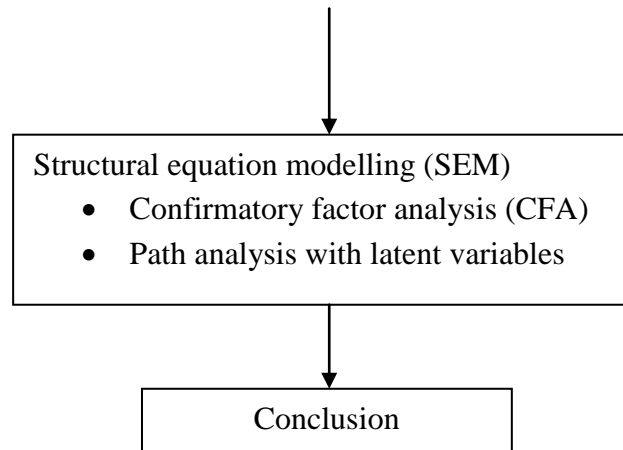 Structural equation modelling (SEM)
• Confirmatory factor analysis (CFA)
• Path analysis with latent variables
Conclusion